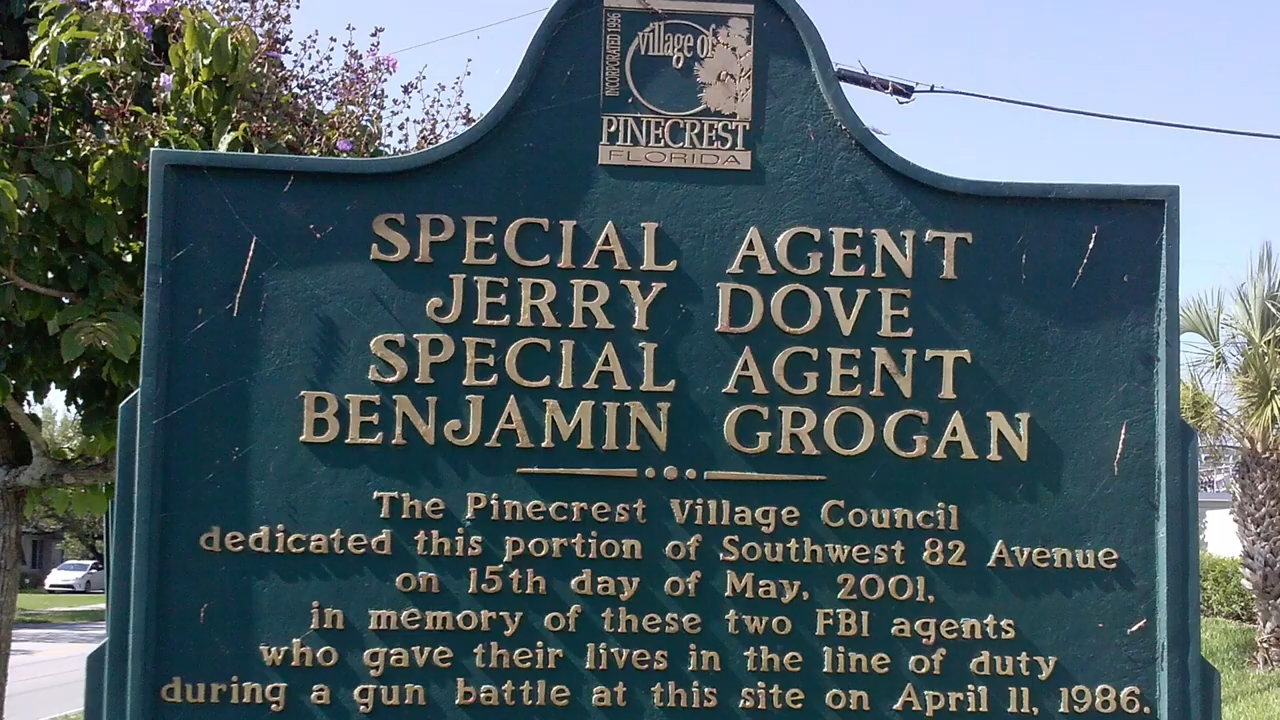 INCORPORATED 1996
village of
PINECREST
FLORIDA
SPECIAL AGENT
JERRY DOVE
SPECIAL AGENT
BENJAMIN GROGAN
The Pinecrest Village Council
dedicated this portion of Southwest 82 Avenue
on 15th day of May, 2001,
in memory of these two FBI agents
who gave their lives in the line of duty
during a gun battle at this site on April 11, 1986.